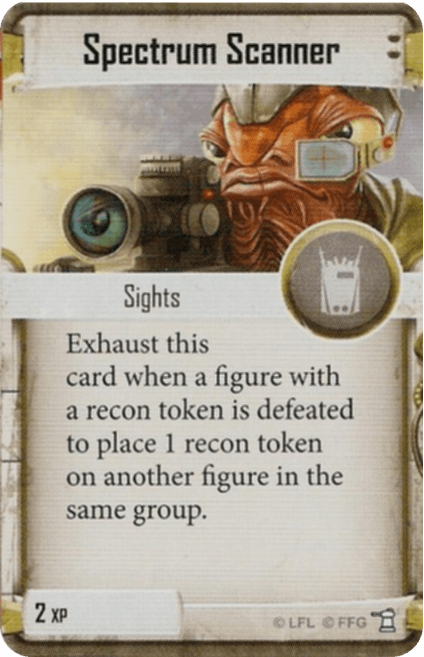 Spectrum Scanner
Sights
Exhaust this
card when a figure with
a recon token is defeated
to place 1 recon token
on another figure in the
same group.
2 XP
© LFL © FFG